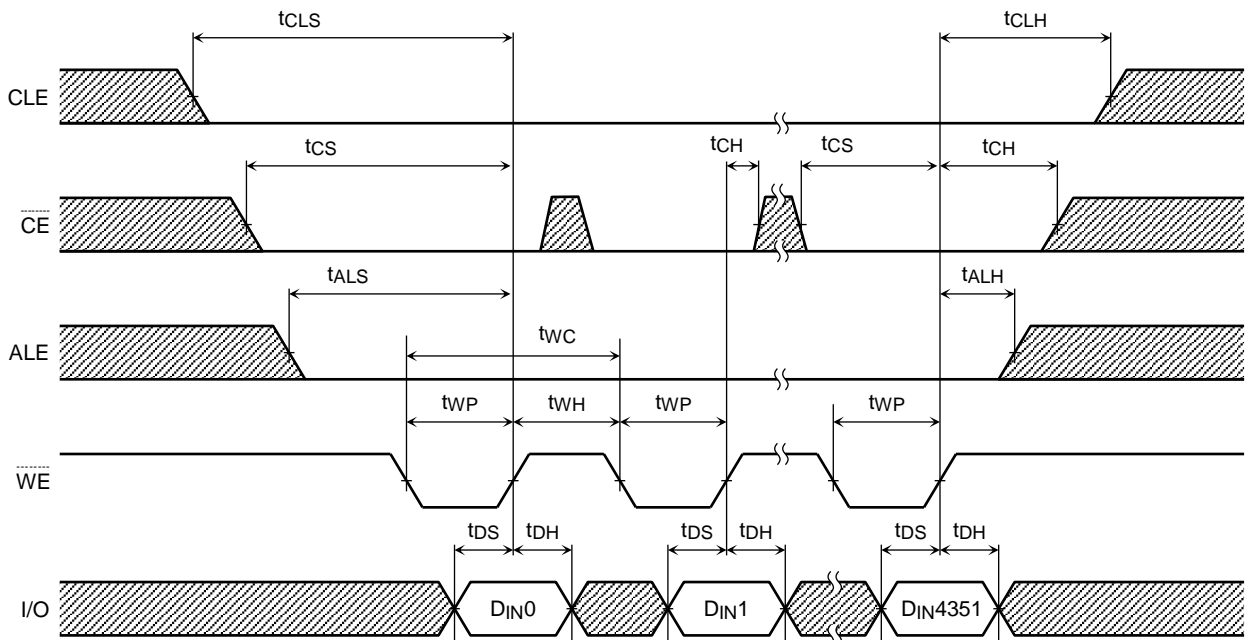 tCLS tCLH
CLE
tCS tCH tCS tCH
CE
tALS tALH
ALE
tWC
tWP tWH tWP tWP
WE
tDS tDH tDS tDH tDS tDH
I/O DIN0 DIN1 DIN4351